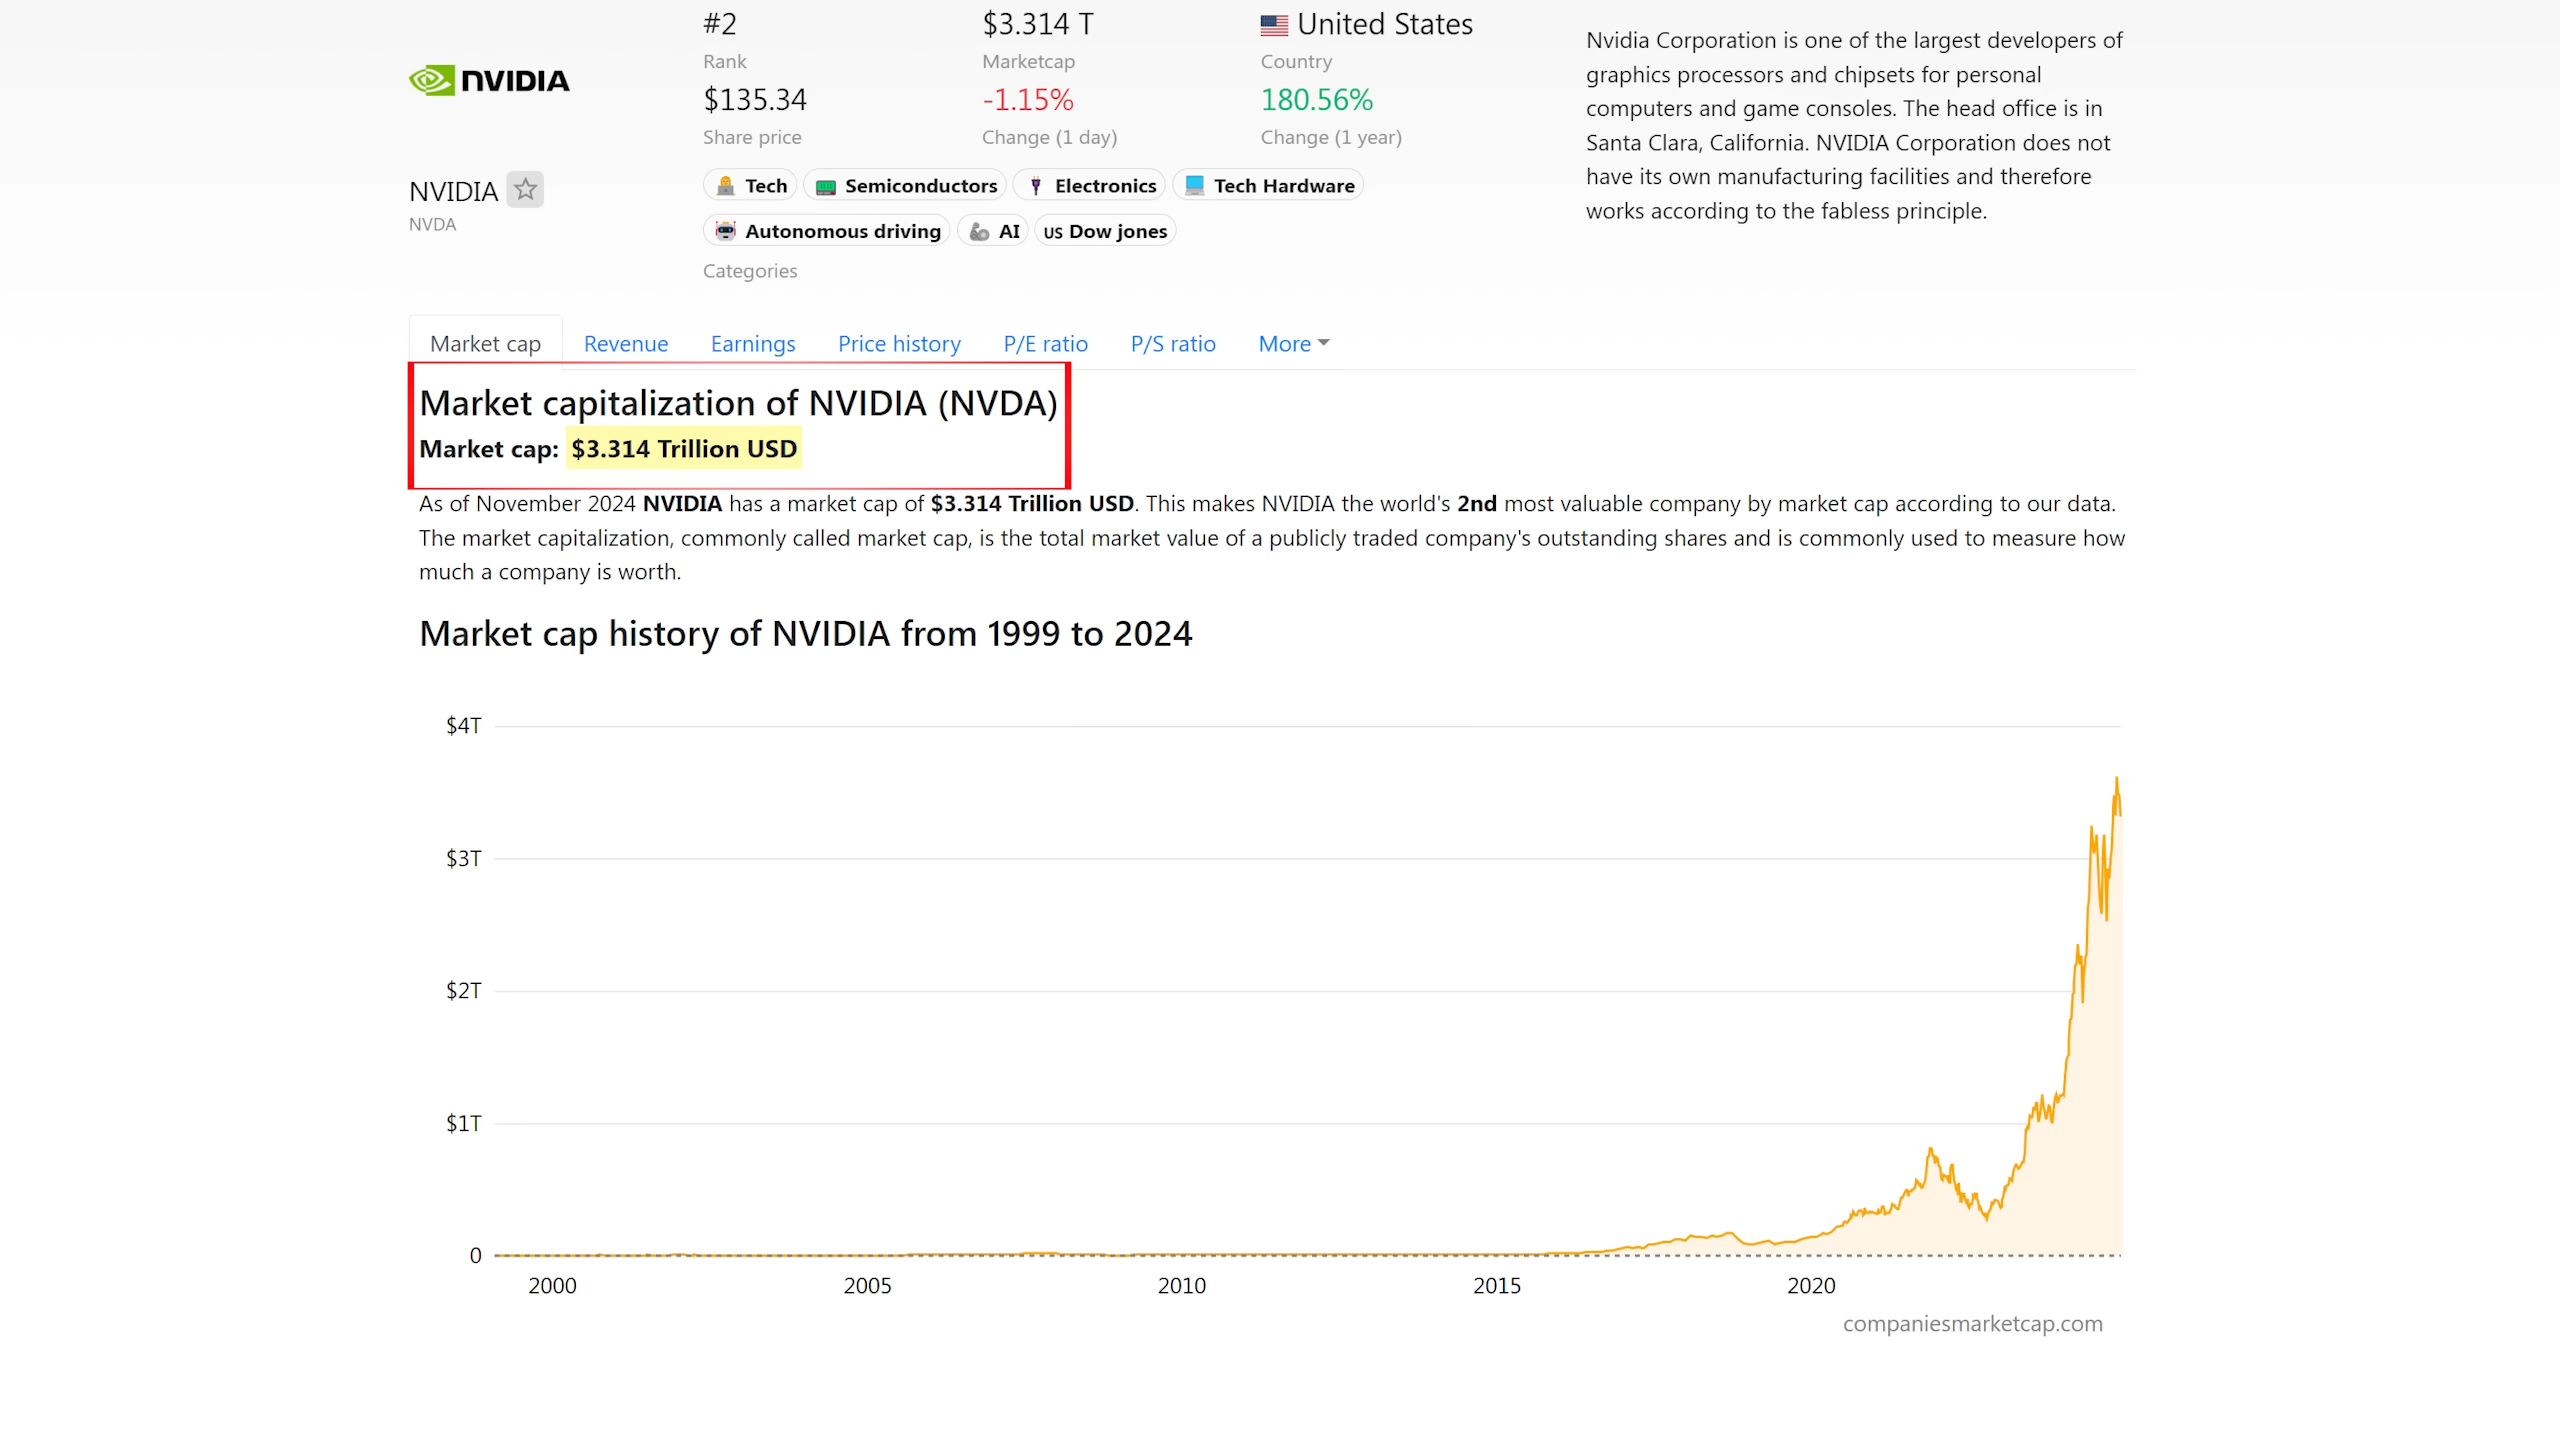 #2
Rank
$3.314 T
Marketcap
United States
Country
NVIDIA
$135.34
Share price
-1.15%
Change (1 day)
180.56%
Change (1 year)
NVIDIA
NVDA
Tech
Semiconductors
Electronics
Tech Hardware
Autonomous driving
AI
US Dow jones
Categories
Nvidia Corporation is one of the largest developers of
graphics processors and chipsets for personal
computers and game consoles. The head office is in
Santa Clara, California. NVIDIA Corporation does not
have its own manufacturing facilities and therefore
works according to the fabless principle.
Market cap
Revenue
Earnings
Price history
P/E ratio
P/S ratio
More
Market capitalization of NVIDIA (NVDA)
Market cap: $3.314 Trillion USD
As of November 2024 NVIDIA has a market cap of $3.314 Trillion USD. This makes NVIDIA the world's 2nd most valuable company by market cap according to our data.
The market capitalization, commonly called market cap, is the total market value of a publicly traded company's outstanding shares and is commonly used to measure how
much a company is worth.
Market cap history of NVIDIA from 1999 to 2024
$4T
$3T
$2T
$1T
0
2000
2005
2010
2015
2020
companiesmarketcap.com